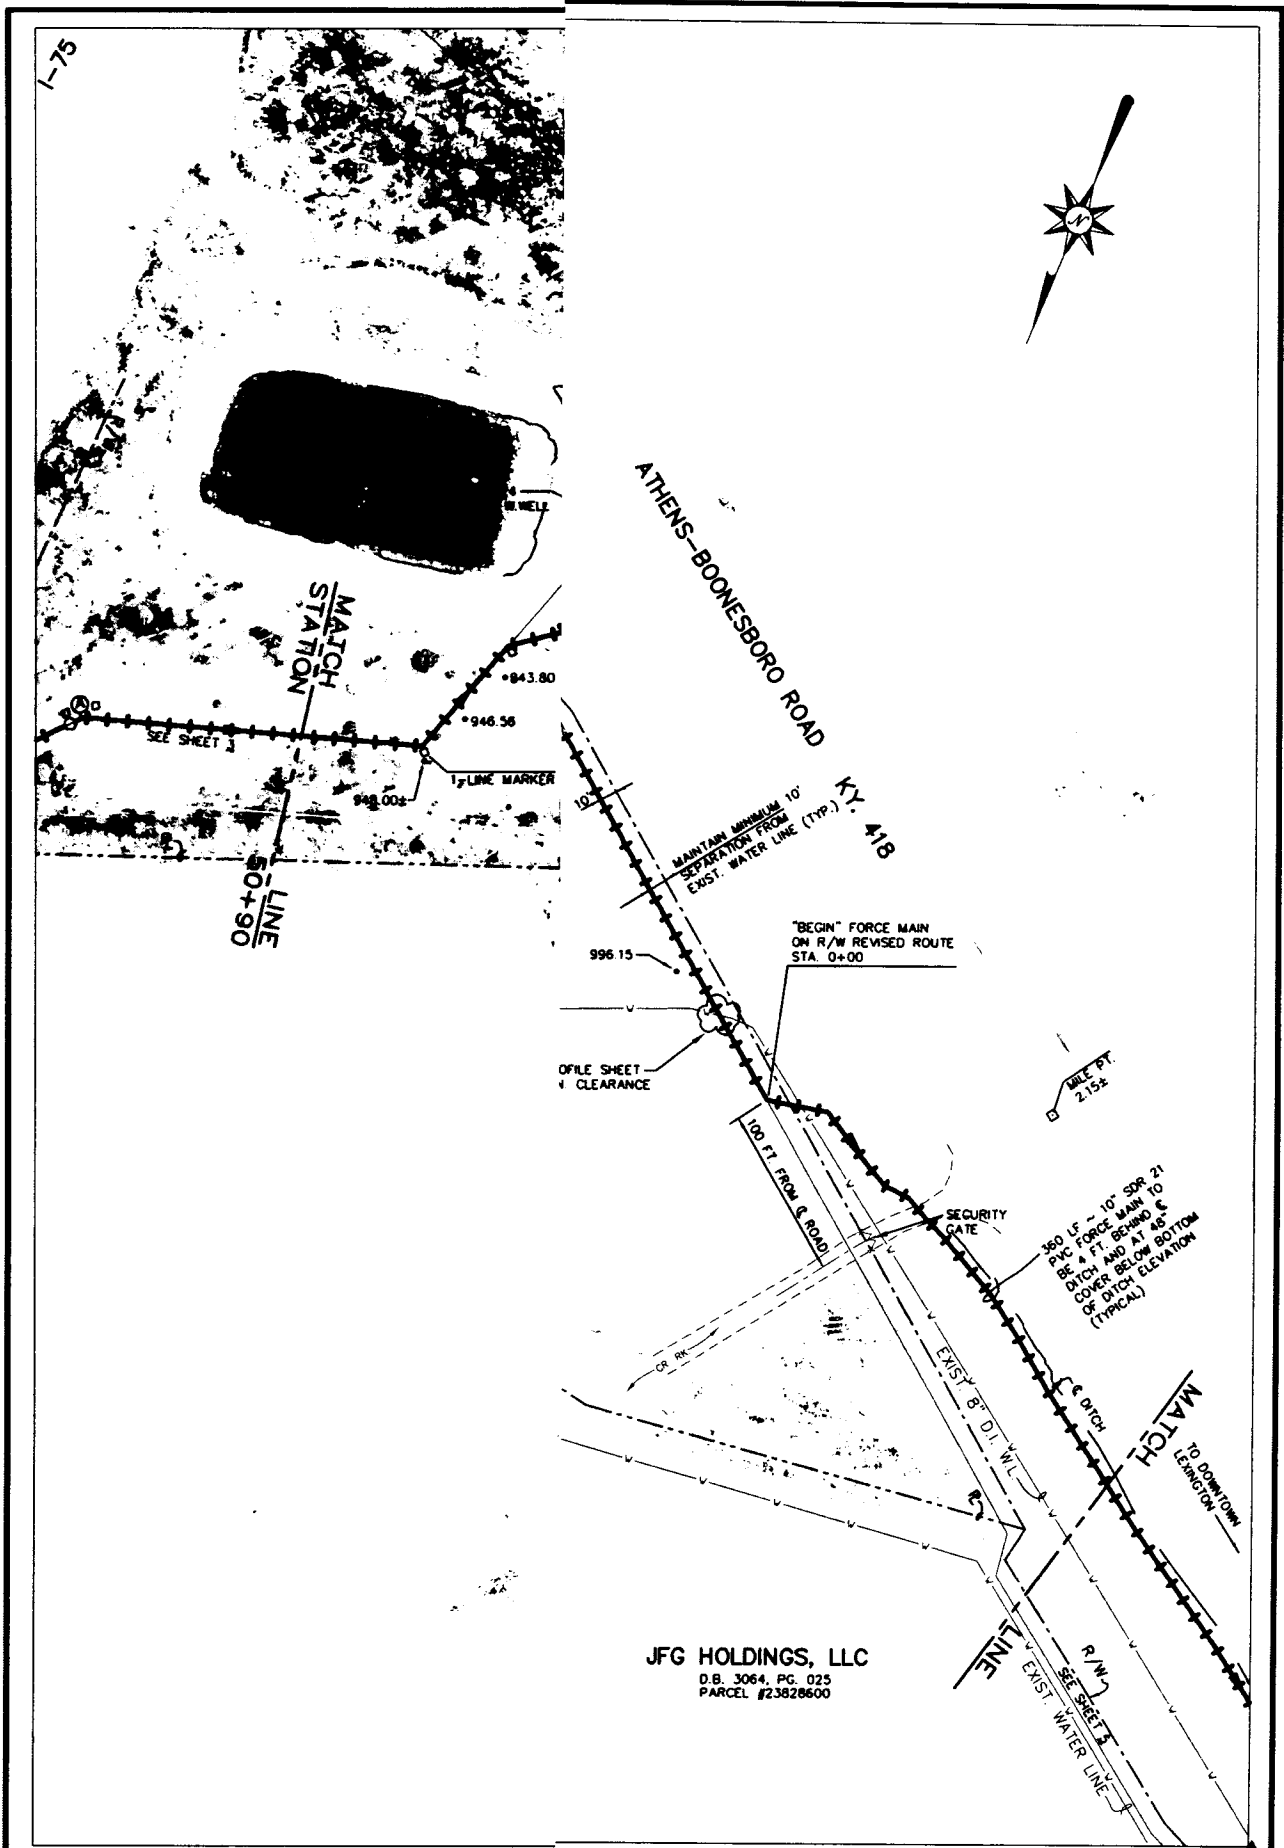 I-75
N
W.WELL
ATHENS-BOONESBORO ROAD KY. 418
MATCH
STATION
943.80
946.56
A
SEE SHEET 3
1-LINE MARKER
948.00±
LINE
50+90
10'
MAINTAIN MINIMUM 10'
SEPARATION FROM
EXIST. WATER LINE (TYP.)
"BEGIN" FORCE MAIN
ON R/W REVISED ROUTE
STA. 0+00
996.15
W
OFILE SHEET
N. CLEARANCE
MILE PT.
2.15±
100 FT. FROM ℄ ROAD
SECURITY
GATE
360 LF ~ 10" SDR 21
PVC FORCE MAIN TO
BE 4 FT. BEHIND ℄
DITCH AND AT 48"
COVER BELOW BOTTOM
OF DITCH ELEVATION
(TYPICAL)
CR RK
EXIST. 8" D.I. W.L.
℄ DITCH
MATCH
TO DOWNTOWN
LEXINGTON
LINE
JFG HOLDINGS, LLC
D.B. 3064, PG. 025
PARCEL #23828600
R/W
SEE SHEET 5
EXIST. WATER LINE